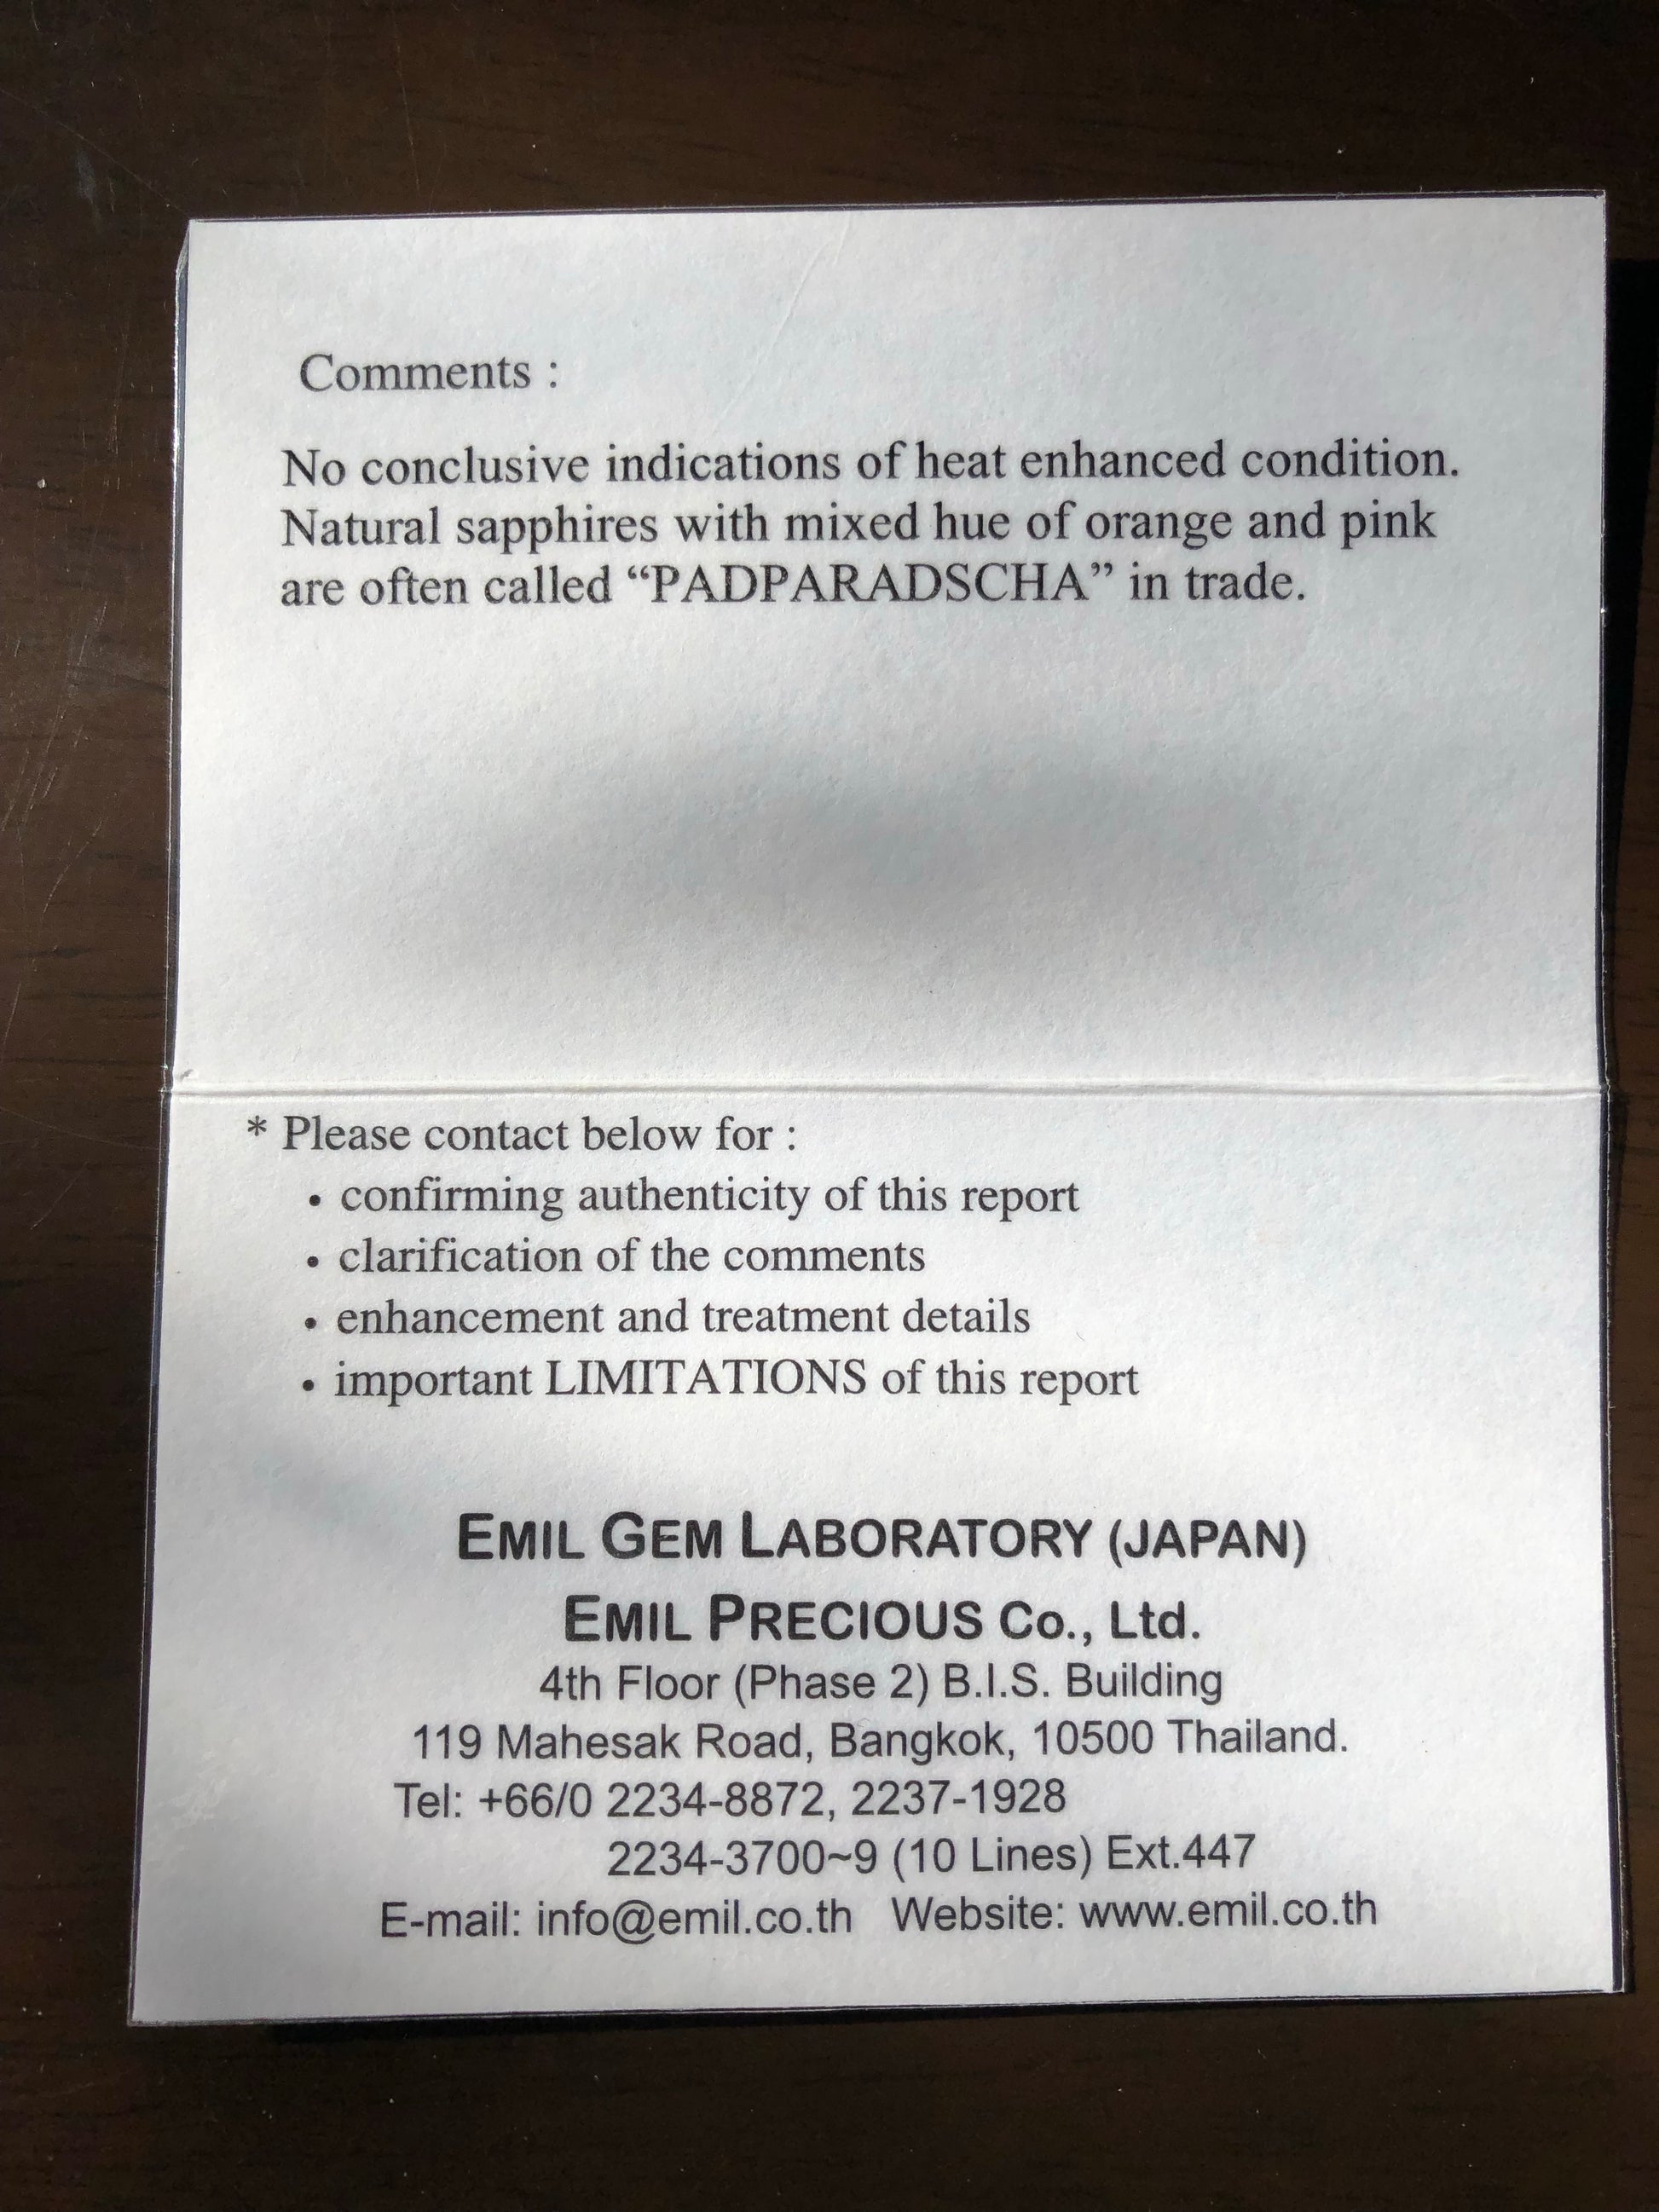 Comments :
No conclusive indications of heat enhanced condition.
Natural sapphires with mixed hue of orange and pink
are often called “PADPARADSCHA” in trade.
* Please contact below for :
• confirming authenticity of this report
• clarification of the comments
• enhancement and treatment details
• important LIMITATIONS of this report
EMIL GEM LABORATORY (JAPAN)
EMIL PRECIOUS Co., Ltd.
4th Floor (Phase 2) B.I.S. Building
119 Mahesak Road, Bangkok, 10500 Thailand.
Tel: +66/0 2234-8872, 2237-1928
2234-3700~9 (10 Lines) Ext.447
E-mail: info@emil.co.th Website: www.emil.co.th